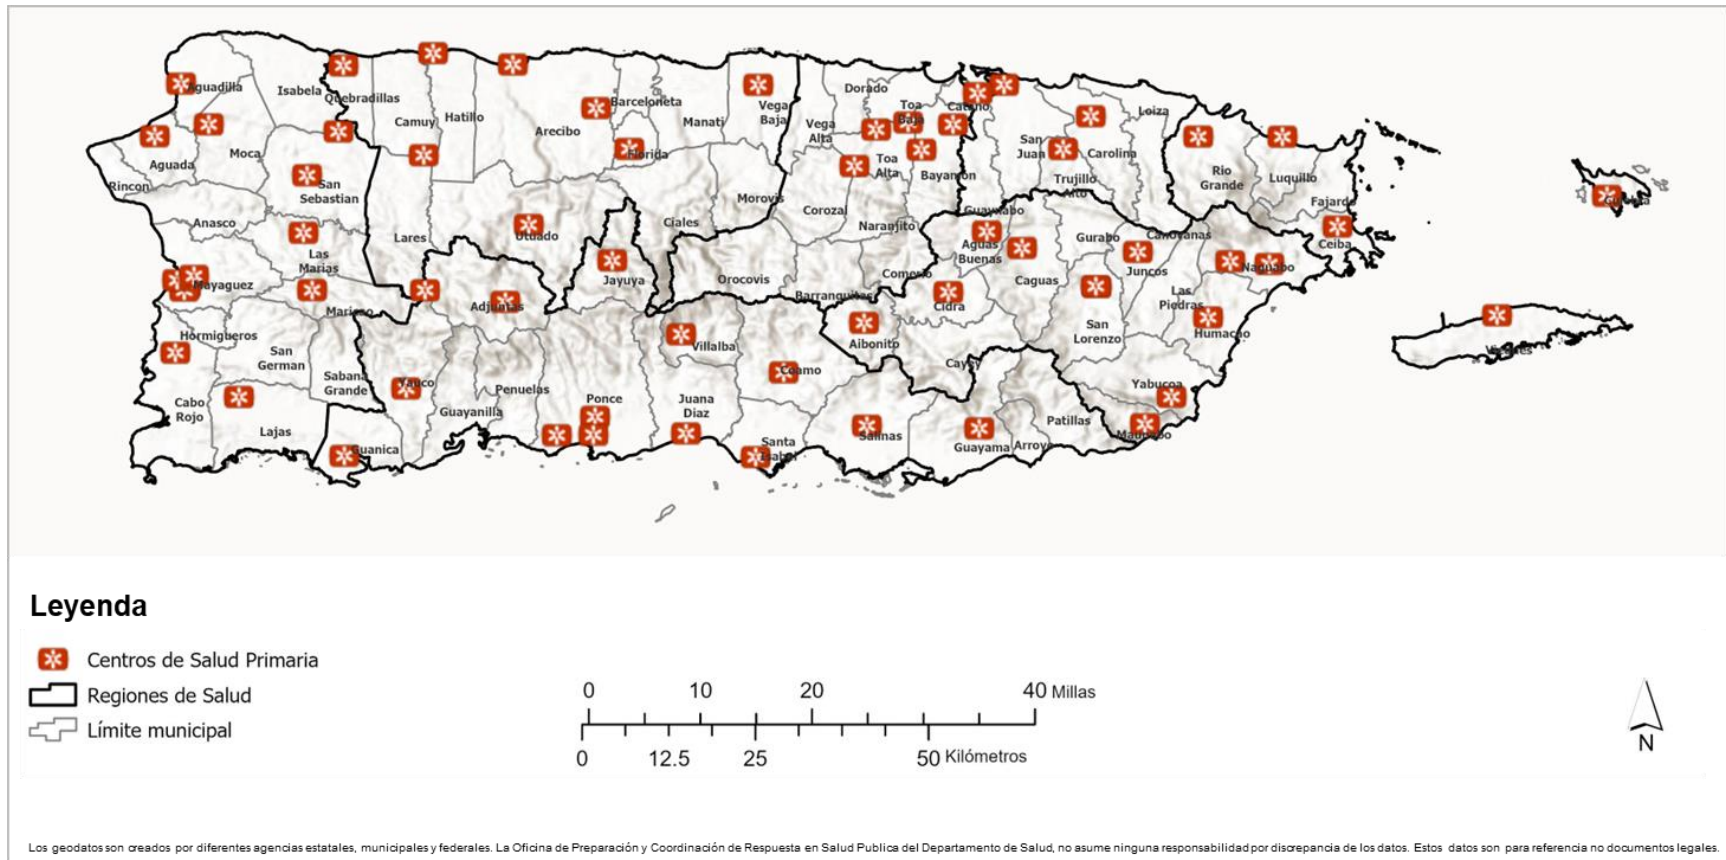 Aguadilla
Isabela
Quebradillas
Camuy
Hatillo
Arecibo
Barceloneta
Manati
Vega
Baja
Vega
Alta
Dorado
Toa
Baja
Catano
San
Juan
Carolina
Loiza
Rio
Grande
Luquillo
Fajardo
Culebra
Aguada
Moca
Rincon
San
Sebastian
Florida
Toa
Alta
Bayamon
Trujillo
Alto
Anasco
Las
Marias
Lares
Utuado
Ciales
Morovis
Corozal
Naranjito
Guaynabo
Aguas
Buenas
Gurabo
Canovanas
Ceiba
Mayaguez
Maricao
Adjuntas
Jayuya
Orocovis
Barranquitas
Comerio
Cidra
Caguas
Juncos
Las
Piedras
Naguabo
Hormigueros
San
German
Sabana
Grande
Villalba
Aibonito
San
Lorenzo
Humacao
Vieques
Cabo
Rojo
Lajas
Yauco
Guanica
Guayanilla
Penuelas
Ponce
Juana
Diaz
Coamo
Santa
Isabel
Salinas
Cayey
Guayama
Arroyo
Patillas
Yabucoa
Maunabo
Leyenda
Centros de Salud Primaria
Regiones de Salud
Límite municipal
0 10 20 40 Millas
0 12.5 25 50 Kilómetros
N
Los geodatos son creados por diferentes agencias estatales, municipales y federales. La Oficina de Preparación y Coordinación de Respuesta en Salud Publica del Departamento de Salud, no asume ninguna responsabilidad por discrepancia de los datos. Estos datos son para referencia no documentos legales.